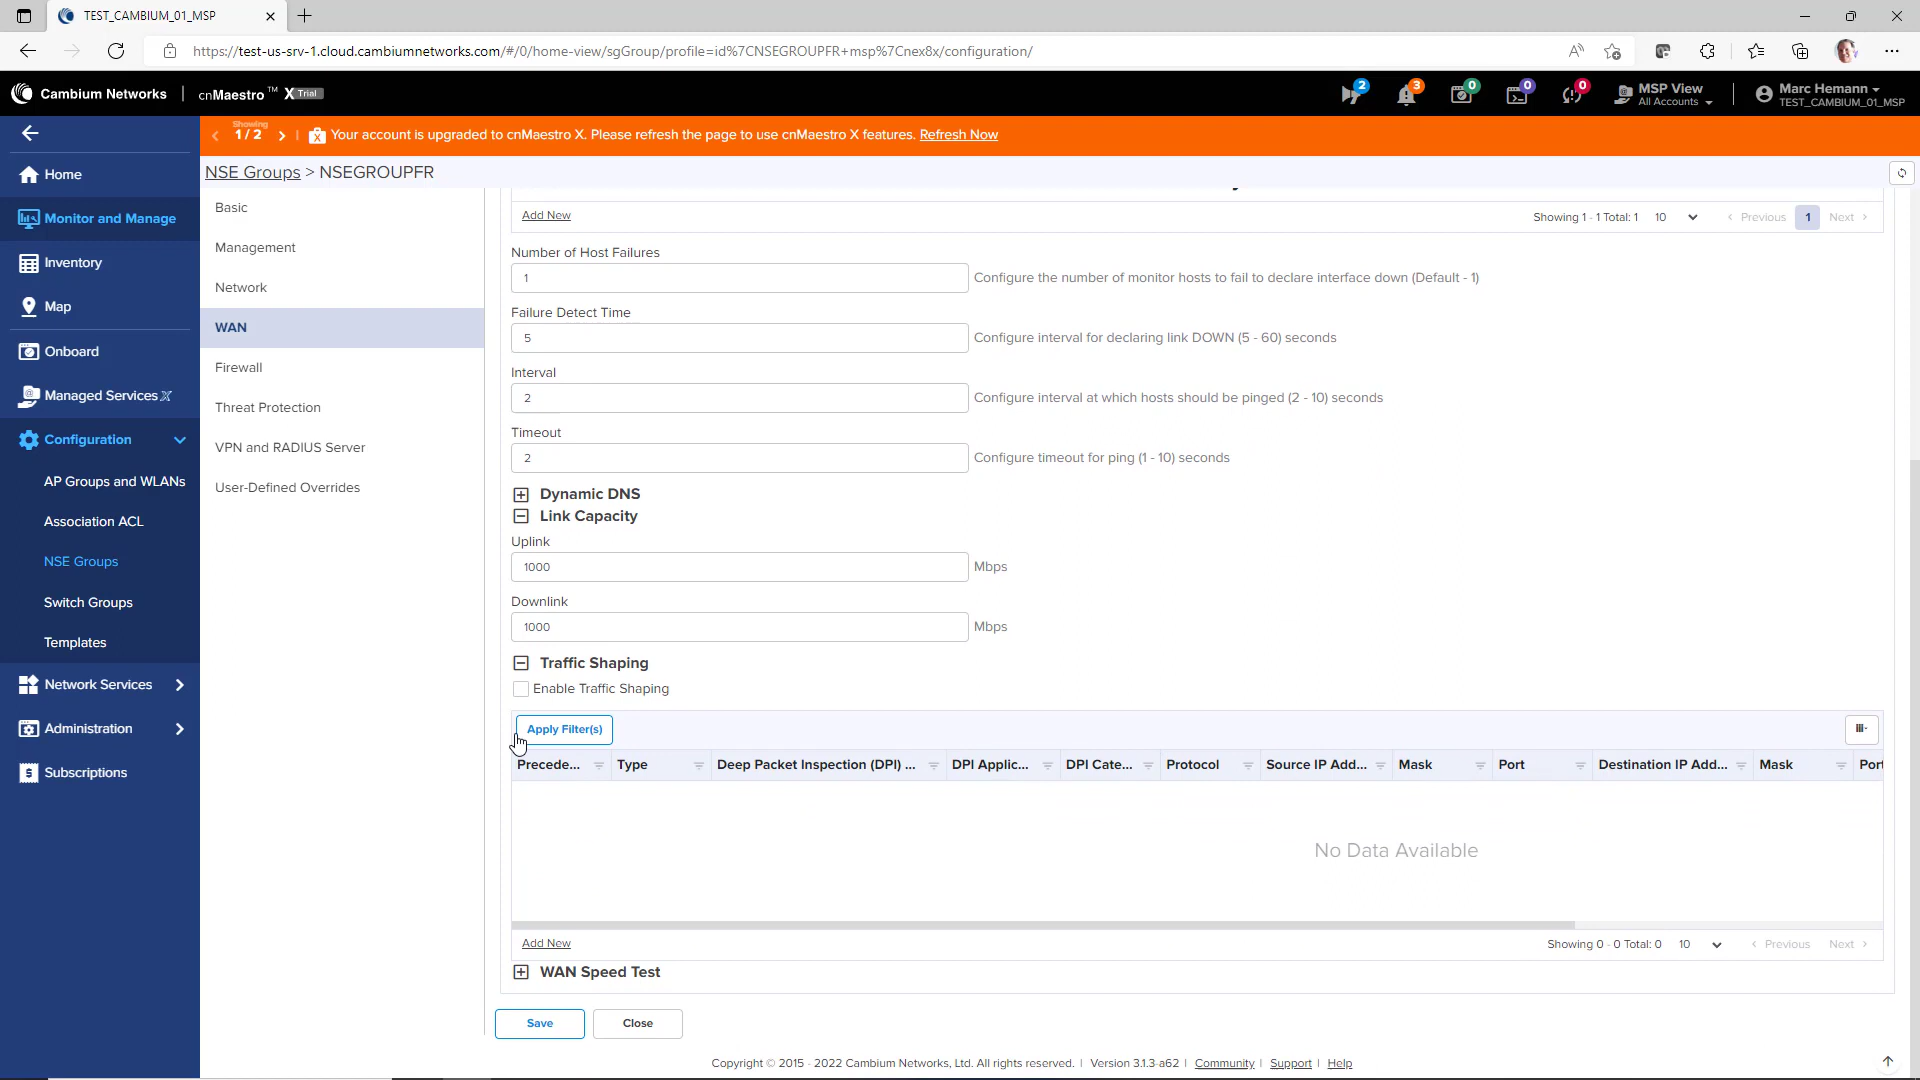 TEST_CAMBIUM_01_MSP
https://test-us-srv-1.cloud.cambiumnetworks.com/#/0/home-view/sgGroup/profile=id%7CNSEGROUPFR+msp%7Cnex8x/configuration/
Cambium Networks | cnMaestro™ X Trial
2 3 0 0 0
MSP View
All Accounts
Marc Hemann
TEST_CAMBIUM_01_MSP
Showing
1 / 2
Your account is upgraded to cnMaestro X. Please refresh the page to use cnMaestro X features. Refresh Now
Home
Monitor and Manage
Inventory
Map
Onboard
Managed Services X
Configuration
AP Groups and WLANs
Association ACL
NSE Groups
Switch Groups
Templates
Network Services
Administration
Subscriptions
NSE Groups > NSEGROUPFR
Basic
Management
Network
WAN
Firewall
Threat Protection
VPN and RADIUS Server
User-Defined Overrides
Add New
Showing 1 - 1 Total: 1 10 < Previous 1 Next >
Number of Host Failures
1 Configure the number of monitor hosts to fail to declare interface down (Default - 1)
Failure Detect Time
5 Configure interval for declaring link DOWN (5 - 60) seconds
Interval
2 Configure interval at which hosts should be pinged (2 - 10) seconds
Timeout
2 Configure timeout for ping (1 - 10) seconds
Dynamic DNS
Link Capacity
Uplink
1000 Mbps
Downlink
1000 Mbps
Traffic Shaping
Enable Traffic Shaping
Apply Filter(s)
Precede... Type Deep Packet Inspection (DPI) ... DPI Applic... DPI Cate... Protocol Source IP Add... Mask Port Destination IP Add... Mask Port
No Data Available
Add New
Showing 0 - 0 Total: 0 10 < Previous Next >
WAN Speed Test
Save Close
Copyright © 2015 - 2022 Cambium Networks, Ltd. All rights reserved. | Version 3.1.3-a62 | Community | Support | Help